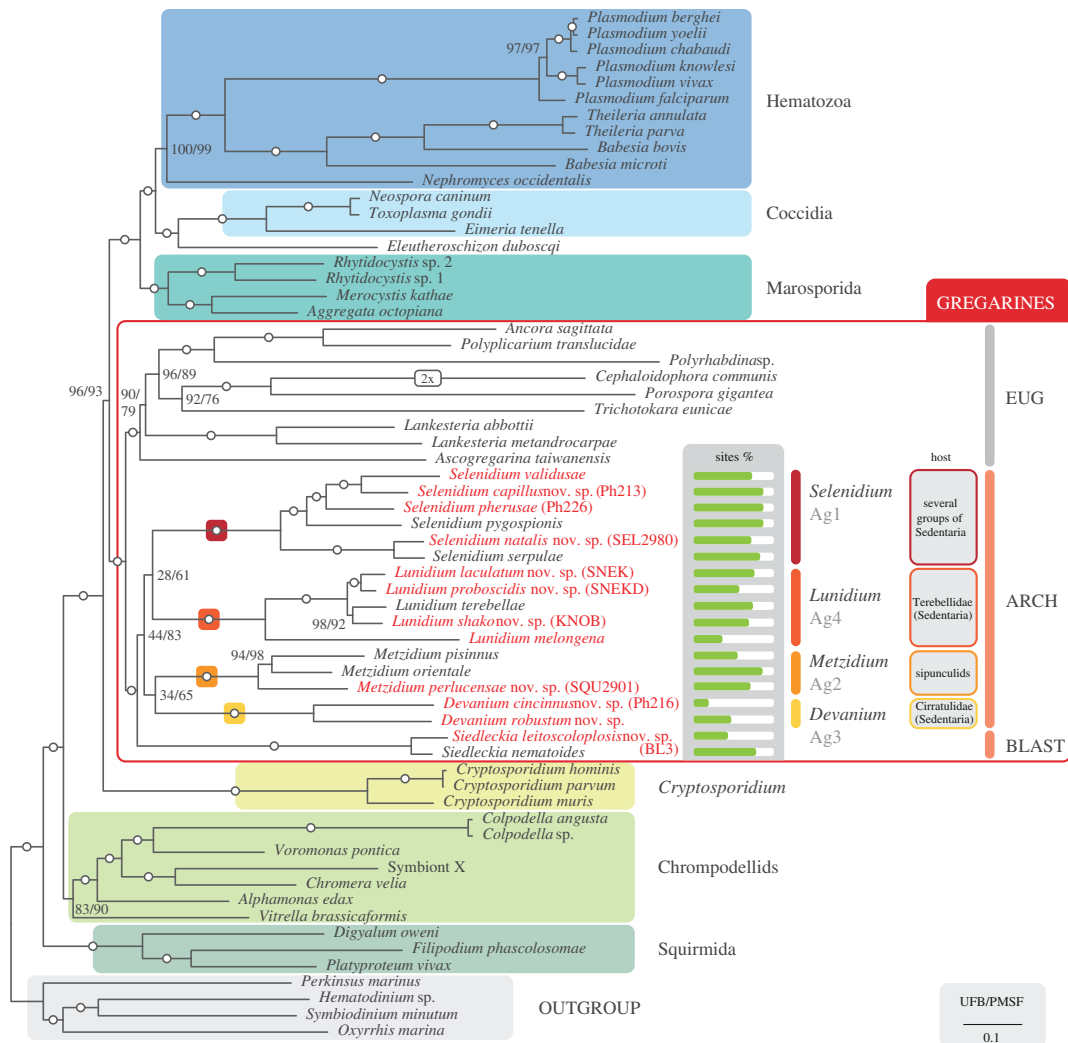 Plasmodium berghei
Plasmodium yoelii
Plasmodium chabaudi
97/97
Plasmodium knowlesi
Plasmodium vivax
Plasmodium falciparum
Hematozoa
Theileria annulata
Theileria parva
Babesia bovis
100/99
Babesia microti
Nephromyces occidentalis
Neospora caninum
Toxoplasma gondii
Coccidia
Eimeria tenella
Eleutheroschizon duboscqi
Rhytidocystis sp. 2
Rhytidocystis sp. 1
Marosporida
Merocystis kathae
Aggregata octopiana
GREGARINES
Ancora sagittata
Polyplicarium translucidae
Polyrhabdinasp.
96/89
Cephaloidophora communis
2x
96/93
90/
79
92/76
Porospora gigantea
EUG
Trichotokara eunicae
Lankesteria abbottii
Lankesteria metandrocarpae
Ascogregarina taiwanensis
sites %
host
Selenidium validusae
Selenidium capillusnov. sp. (Ph213)
Selenidium pherusae (Ph226)
Selenidium pygospionis
Selenidium natalis nov. sp. (SEL2980)
Selenidium serpulae
Selenidium
Ag1
several
groups of
Sedentaria
28/61
Lunidium laculatum nov. sp. (SNEK)
Lunidium proboscidis nov. sp. (SNEKD)
Lunidium terebellae
98/92
Lunidium shakonov. sp. (KNOB)
Lunidium melongena
Lunidium
Ag4
Terebellidae
(Sedentaria)
ARCH
44/83
94/98
Metzidium pisinnus
Metzidium orientale
34/65
Metzidium perlucensae nov. sp. (SQU2901)
Metzidium
Ag2
sipunculids
Devanium cincinnusnov. sp. (Ph216)
Devanium robustum nov. sp.
Devanium
Ag3
Cirratulidae
(Sedentaria)
Siedleckia leitoscoloplosisnov. sp.
(BL3)
Siedleckia nematoides
BLAST
Cryptosporidium hominis
Cryptosporidium parvum
Cryptosporidium muris
Cryptosporidium
Colpodella angusta
Colpodella sp.
Voromonas pontica
Symbiont X
Chrompodellids
Chromera velia
Alphamonas edax
83/90
Vitrella brassicaformis
Digyalum oweni
Filipodium phascolosomae
Squirmida
Platyproteum vivax
Perkinsus marinus
Hematodinium sp.
OUTGROUP
Symbiodinium minutum
Oxyrrhis marina
UFB/PMSF
0.1